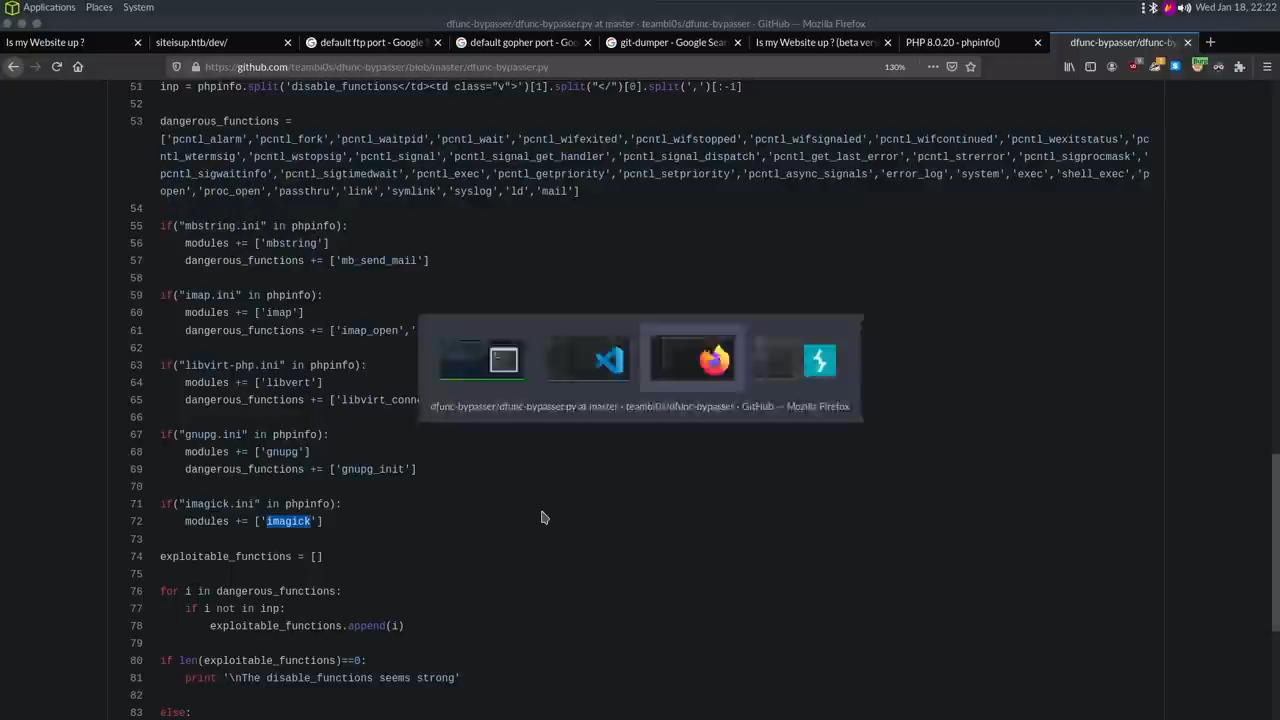 Applications Places System Wed Jan 18, 22:22
dfunc-bypasser/dfunc-bypasser.py at master · teambi0s/dfunc-bypasser · GitHub — Mozilla Firefox
Is my Website up ? siteisup.htb/dev/ default ftp port - Google default gopher port - Go git-dumper - Google Sea Is my Website up ? (beta ver PHP 8.0.20 - phpinfo() dfunc-bypasser/dfunc-by
https://github.com/teambi0s/dfunc-bypasser/blob/master/dfunc-bypasser.py 130%
51 inp = phpinfo.split('disable_functions</td><td class="v">')[1].split("</")[0].split(',')[:-1]
52
53 dangerous_functions =
['pcntl_alarm','pcntl_fork','pcntl_waitpid','pcntl_wait','pcntl_wifexited','pcntl_wifstopped','pcntl_wifsignaled','pcntl_wifcontinued','pcntl_wexitstatus','pc
ntl_wtermsig','pcntl_wstopsig','pcntl_signal','pcntl_signal_get_handler','pcntl_signal_dispatch','pcntl_get_last_error','pcntl_strerror','pcntl_sigprocmask','
pcntl_sigwaitinfo','pcntl_sigtimedwait','pcntl_exec','pcntl_getpriority','pcntl_setpriority','pcntl_async_signals','error_log','system','exec','shell_exec','p
open','proc_open','passthru','link','symlink','syslog','ld','mail']
54
55 if("mbstring.ini" in phpinfo):
56 modules += ['mbstring']
57 dangerous_functions += ['mb_send_mail']
58
59 if("imap.ini" in phpinfo):
60 modules += ['imap']
61 dangerous_functions += ['imap_open','
62
63 if("libvirt-php.ini" in phpinfo):
64 modules += ['libvert']
65 dangerous_functions += ['libvirt_conn
dfunc-bypasser/dfunc-bypasser.py at master · teambi0s/dfunc-bypasser · GitHub — Mozilla Firefox
66
67 if("gnupg.ini" in phpinfo):
68 modules += ['gnupg']
69 dangerous_functions += ['gnupg_init']
70
71 if("imagick.ini" in phpinfo):
72 modules += ['imagick']
73
74 exploitable_functions = []
75
76 for i in dangerous_functions:
77 if i not in inp:
78 exploitable_functions.append(i)
79
80 if len(exploitable_functions)==0:
81 print '\nThe disable_functions seems strong'
82
83 else: